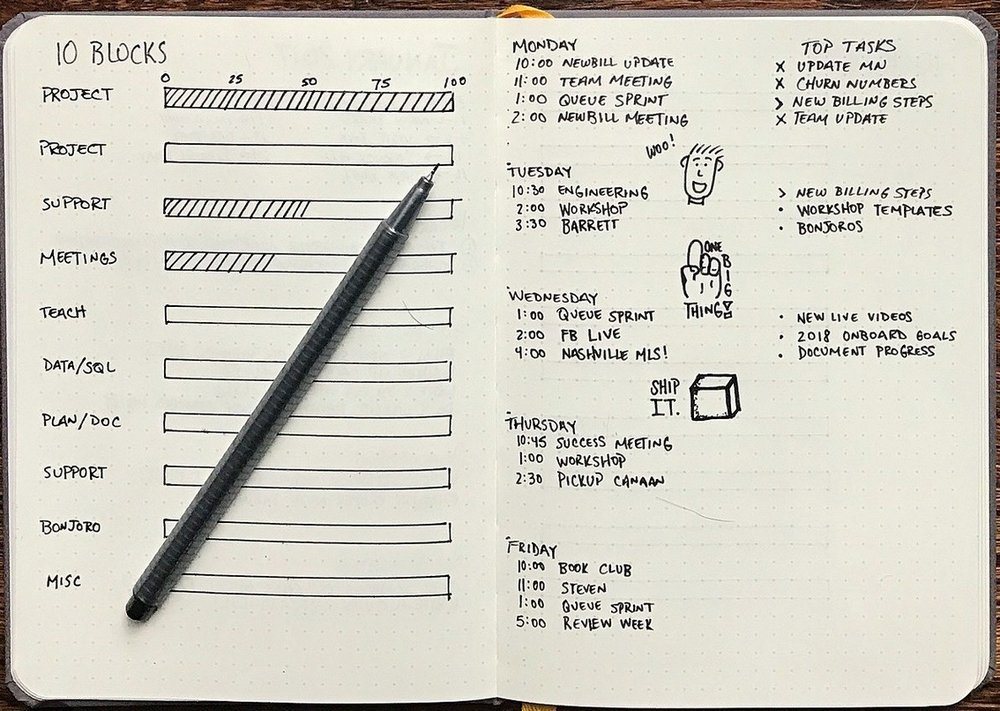 10 BLOCKS
0 25 50 75 100
PROJECT
PROJECT
SUPPORT
MEETINGS
TEACH
DATA/SQL
PLAN/DOC
SUPPORT
BONJORO
MISC
MONDAY
10:00 NEWBILL UPDATE
11:00 TEAM MEETING
1:00 QUEUE SPRINT
2:00 NEWBILL MEETING
TOP TASKS
X UPDATE MN
X CHURN NUMBERS
> NEW BILLING STEPS
X TEAM UPDATE
WOO!
TUESDAY
10:30 ENGINEERING
2:00 WORKSHOP
3:30 BARRETT
> NEW BILLING STEPS
• WORKSHOP TEMPLATES
• BONJOROS
ONE
BIG
THING!
WEDNESDAY
1:00 QUEUE SPRINT
2:00 FB LIVE
4:00 NASHVILLE MLS!
• NEW LIVE VIDEOS
• 2018 ONBOARD GOALS
• DOCUMENT PROGRESS
SHIP
IT.
THURSDAY
10:45 SUCCESS MEETING
1:00 WORKSHOP
2:30 PICKUP CANAAN
FRIDAY
10:00 BOOK CLUB
11:00 STEVEN
1:00 QUEUE SPRINT
5:00 REVIEW WEEK